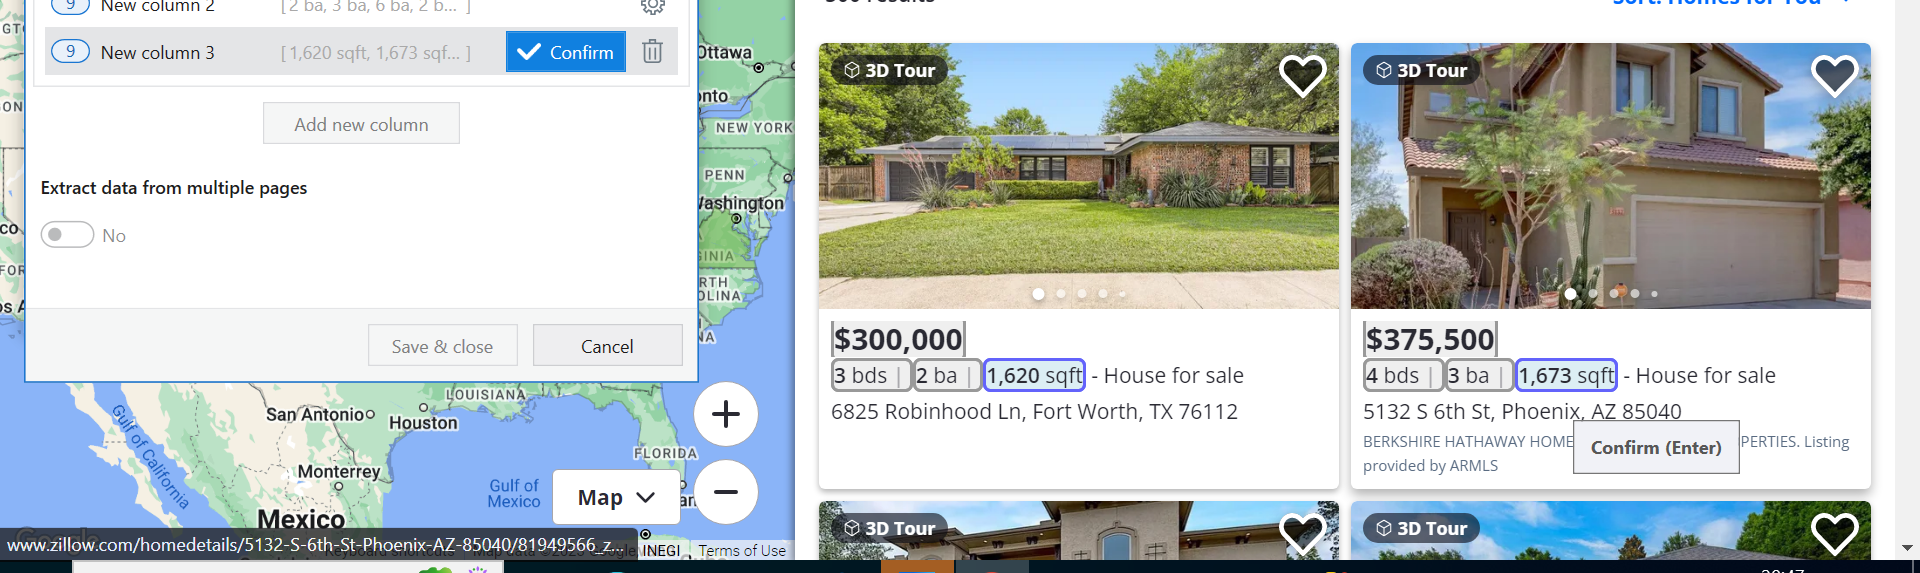 9 New column 2 [ 2 ba, 3 ba, 6 ba, 2 b... ]
9 New column 3 [ 1,620 sqft, 1,673 sqf... ] Confirm
Add new column
Extract data from multiple pages
No
Save & close Cancel
Ottawa
NEW YORK
PENN
Washington
LOUISIANA
San Antonio
Houston
FLORIDA
Gulf of California
Monterrey
Gulf of Mexico
Mexico
Map
www.zillow.com/homedetails/5132-S-6th-St-Phoenix-AZ-85040/81949566_z...
INEGI Terms of Use
Sort: Homes for You
3D Tour
$300,000
3 bds | 2 ba | 1,620 sqft - House for sale
6825 Robinhood Ln, Fort Worth, TX 76112
3D Tour
$375,500
4 bds | 3 ba | 1,673 sqft - House for sale
5132 S 6th St, Phoenix, AZ 85040
BERKSHIRE HATHAWAY HOME PERTIES. Listing
provided by ARMLS
Confirm (Enter)
3D Tour
3D Tour